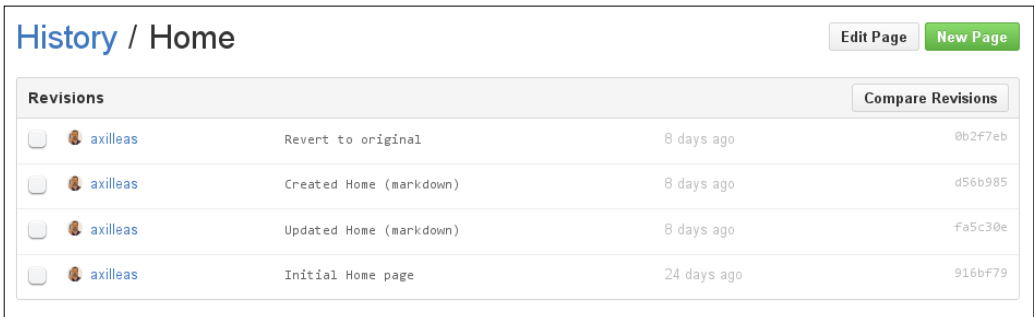 History / Home
Edit Page
New Page
Revisions
Compare Revisions
axilleas Revert to original 8 days ago 0b2f7eb
axilleas Created Home (markdown) 8 days ago d56b985
axilleas Updated Home (markdown) 8 days ago fa5c30e
axilleas Initial Home page 24 days ago 916bf79